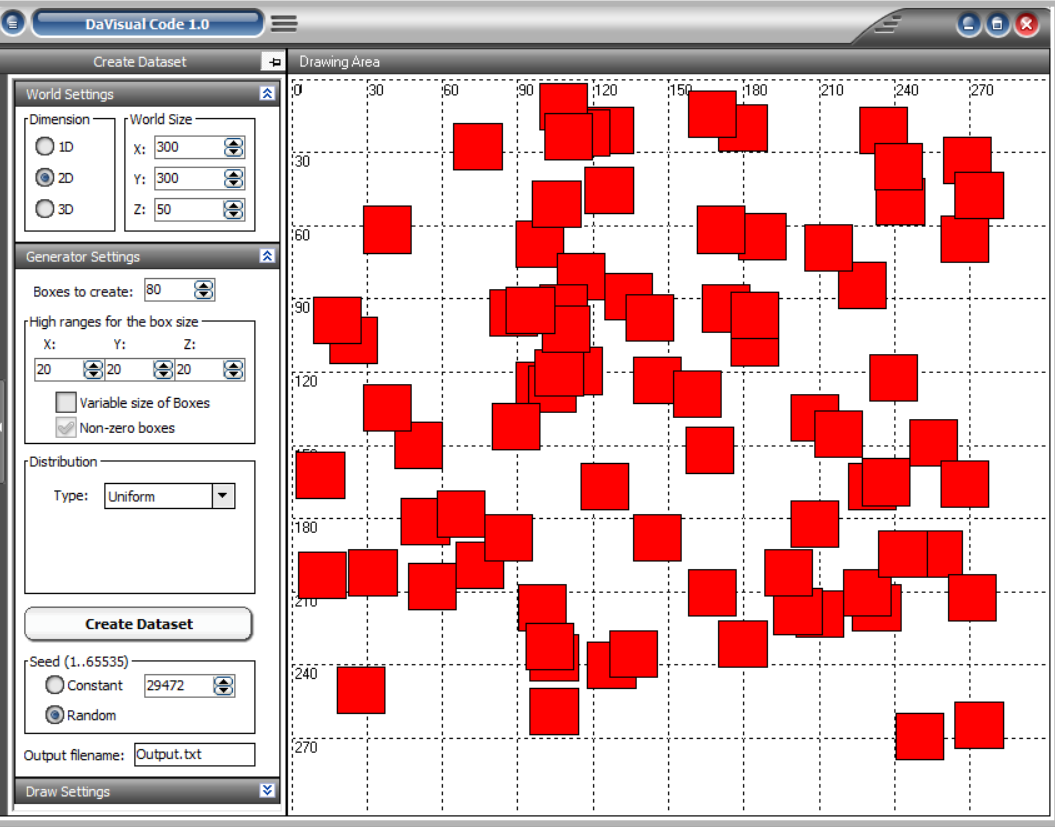 DaVisual Code 1.0
Create Dataset
Drawing Area
World Settings
Dimension
World Size
1D
X: 300
2D
Y: 300
3D
Z: 50
Generator Settings
Boxes to create: 80
High ranges for the box size
X: Y: Z:
20 20 20
Variable size of Boxes
Non-zero boxes
Distribution
Type: Uniform
Create Dataset
Seed (1..65535)
Constant 29472
Random
Output filename: Output.txt
Draw Settings
0 30 60 90 120 150 180 210 240 270
30
60
90
120
180
210
240
270